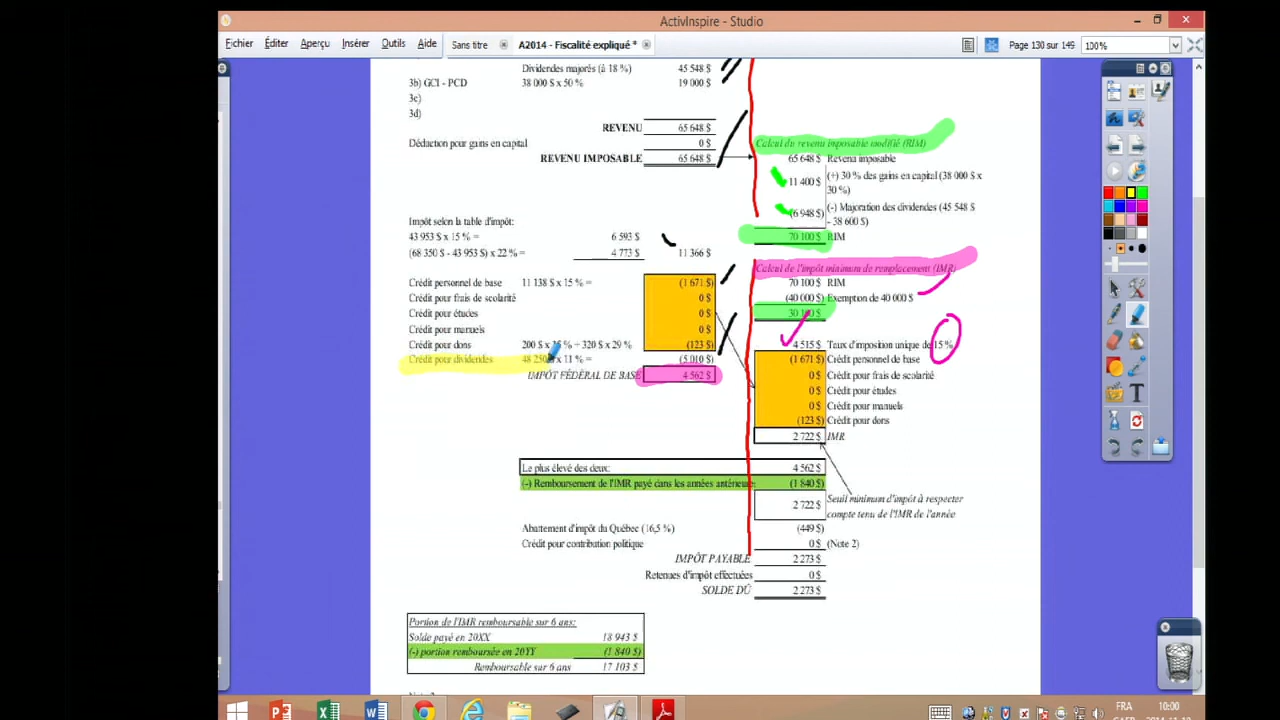 ActivInspire - Studio
Fichier Éditer Aperçu Insérer Outils Aide Sans titre A2014 - Fiscalité expliqué * Page 130 sur 149 100%
Dividendes majorés (à 18 %) 45 548 $
3b) GCI - PCD 38 000 $ x 50 % 19 000 $
3c)
3d)
REVENU 65 648 $
Déduction pour gains en capital 0 $
REVENU IMPOSABLE 65 648 $
Calcul du revenu imposable modifié (RIM)
65 648 $ Revenu imposable
11 400 $ (+) 30 % des gains en capital (38 000 $ x
30 %)
(6 948 $) (-) Majoration des dividendes (45 548 $
- 38 600 $)
70 100 $ RIM
Impôt selon la table d'impôt:
43 953 $ x 15 % = 6 593 $
(68 350 $ - 43 953 $) x 22 % = 4 773 $ 11 366 $
Calcul de l'impôt minimum de remplacement (IMR)
70 100 $ RIM
(40 000 $) Exemption de 40 000 $
30 100 $
4 515 $ Taux d'imposition unique de 15 %
(1 671 $) Crédit personnel de base
0 $ Crédit pour frais de scolarité
0 $ Crédit pour études
0 $ Crédit pour manuels
(123 $) Crédit pour dons
2 722 $ IMR
Crédit personnel de base 11 138 $ x 15 % = (1 671 $)
Crédit pour frais de scolarité 0 $
Crédit pour études 0 $
Crédit pour manuels 0 $
Crédit pour dons 200 $ x % + 320 $ x 29 % (123 $)
Crédit pour dividendes x 11 % = (5 010 $)
IMPÔT FÉDÉRAL DE BASE 4 562 $
Le plus élevé des deux: 4 562 $
(-) Remboursement de l'IMR payé dans les années antérieures (1 840 $)
2 722 $
Seuil minimum d'impôt à respecter
compte tenu de l'IMR de l'année
Abattement d'impôt du Québec (16,5 %) (449 $)
Crédit pour contribution politique 0 $ (Note 2)
IMPÔT PAYABLE 2 273 $
Retenues d'impôt effectuées 0 $
SOLDE DÛ 2 273 $
Portion de l'IMR remboursable sur 6 ans:
Solde payé en 20XX 18 943 $
(-) portion remboursée en 20YY (1 840 $)
Remboursable sur 6 ans 17 103 $
FR 10:00